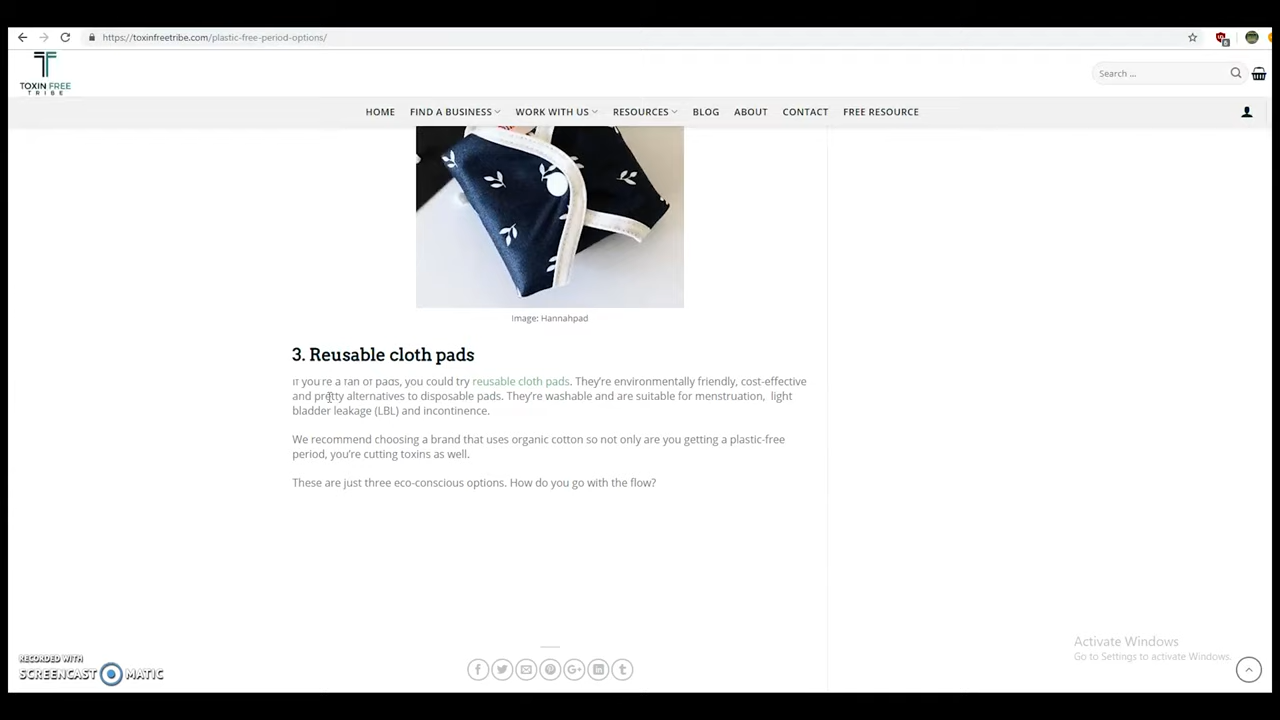 https://toxinfreetribe.com/plastic-free-period-options/
6
TOXIN FREE
TRIBE
Search ...
HOME
FIND A BUSINESS
WORK WITH US
RESOURCES
BLOG
ABOUT
CONTACT
FREE RESOURCE
Image: Hannahpad
3. Reusable cloth pads
If you're a fan of pads, you could try reusable cloth pads. They're environmentally friendly, cost-effective
and pretty alternatives to disposable pads. They're washable and are suitable for menstruation, light
bladder leakage (LBL) and incontinence.
We recommend choosing a brand that uses organic cotton so not only are you getting a plastic-free
period, you're cutting toxins as well.
These are just three eco-conscious options. How do you go with the flow?
Activate Windows
Go to Settings to activate Windows.
RECORDED WITH
SCREENCAST MATIC
f
G+
in
t